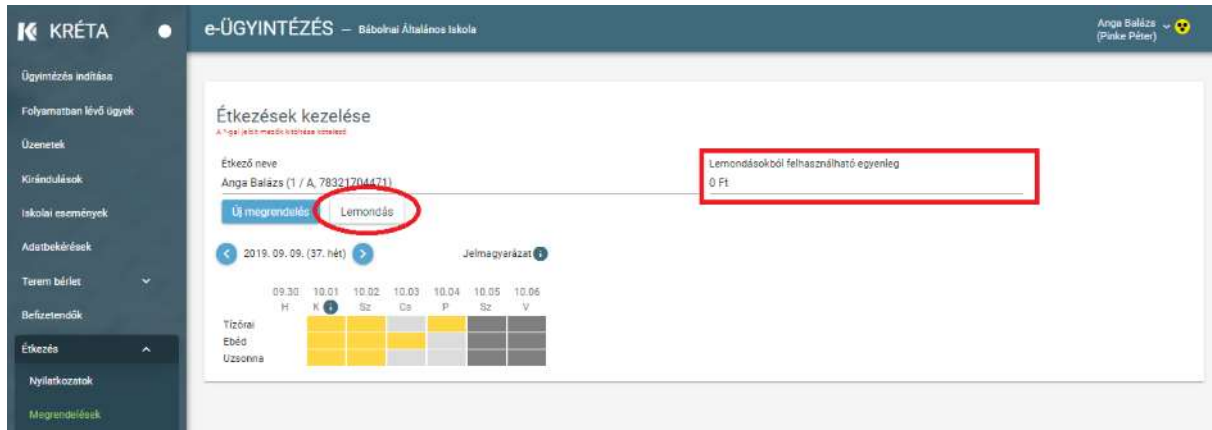 KRÉTA
e-ÜGYINTÉZÉS – Bábolnai Általános Iskola
Anga Balázs
(Pinke Péter)
Ügyintézés indítása
Folyamatban lévő ügyek
Üzenetek
Kirándulások
Iskolai események
Adatbekérések
Terem bérlet
Befizetendők
Étkezés
Nyilatkozatok
Megrendelések
Étkezések kezelése
A *-gal jelölt mezők kitöltése kötelező
Étkező neve
Anga Balázs (1 / A, 78321704471)
Lemondásokból felhasználható egyenleg
0 Ft
Új megrendelés Lemondás
2019. 09. 09. (37. hét) Jelmagyarázat
09.30 10.01 10.02 10.03 10.04 10.05 10.06
H K Sz Cs P Sz V
Tízórai
Ebéd
Uzsonna